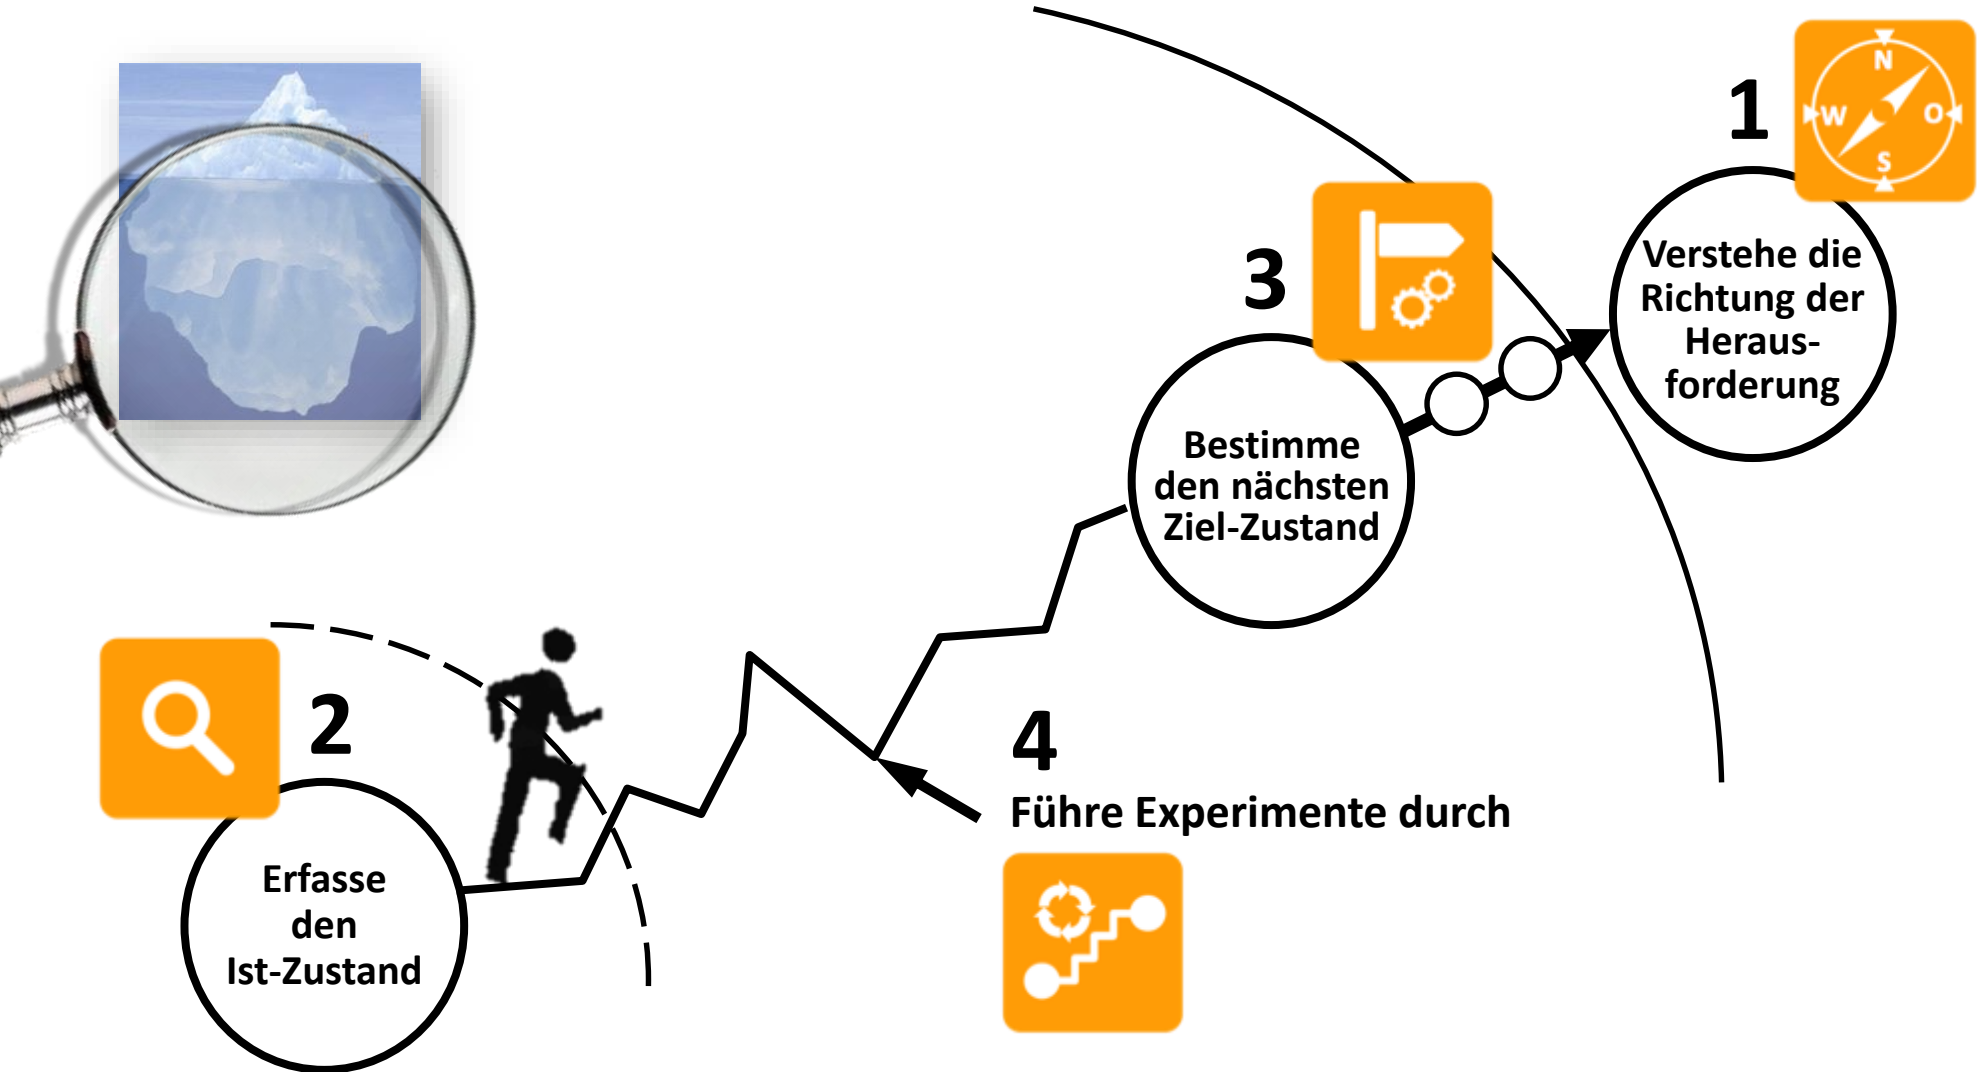 1
N
W
O
S
Verstehe die
Richtung der
Heraus-
forderung
3
Bestimme
den nächsten
Ziel-Zustand
2
Erfasse
den
Ist-Zustand
4
Führe Experimente durch